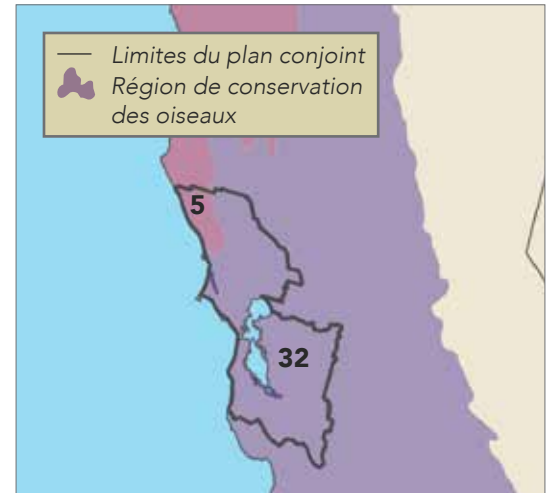 Limites du plan conjoint
Région de conservation
des oiseaux
5
32